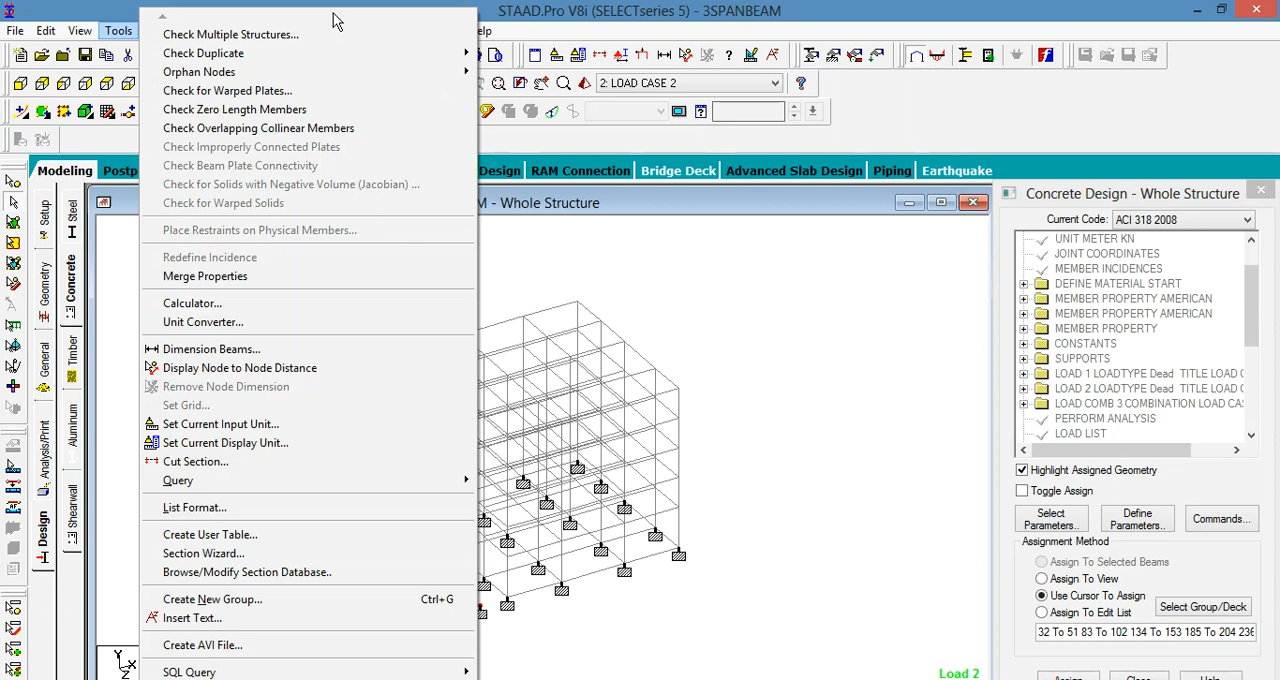 STAAD.Pro V8i (SELECTseries 5) - 3SPANBEAM
File Edit View Tools elp
Check Multiple Structures...
Check Duplicate
Orphan Nodes
Check for Warped Plates...
Check Zero Length Members
Check Overlapping Collinear Members
Check Improperly Connected Plates
Check Beam Plate Connectivity
Check for Solids with Negative Volume (Jacobian) ...
Check for Warped Solids
Place Restraints on Physical Members...
Redefine Incidence
Merge Properties
Calculator...
Unit Converter...
Dimension Beams...
Display Node to Node Distance
Remove Node Dimension
Set Grid...
Set Current Input Unit...
Set Current Display Unit...
Cut Section...
Query
List Format...
Create User Table...
Section Wizard...
Browse/Modify Section Database..
Create New Group... Ctrl+G
Insert Text...
Create AVI File...
SQL Query
2: LOAD CASE 2
Modeling Postp Design RAM Connection Bridge Deck Advanced Slab Design Piping Earthquake
M - Whole Structure
Setup
Geometry
General
Analysis/Print
Design
Steel
Concrete
Timber
Aluminum
Shearwall
Y
X
Z
Load 2
Concrete Design - Whole Structure
Current Code: ACI 318 2008
UNIT METER KN
JOINT COORDINATES
MEMBER INCIDENCES
DEFINE MATERIAL START
MEMBER PROPERTY AMERICAN
MEMBER PROPERTY AMERICAN
MEMBER PROPERTY
CONSTANTS
SUPPORTS
LOAD 1 LOADTYPE Dead TITLE LOAD C
LOAD 2 LOADTYPE Dead TITLE LOAD C
LOAD COMB 3 COMBINATION LOAD CAS
PERFORM ANALYSIS
LOAD LIST
Highlight Assigned Geometry
Toggle Assign
Select Parameters..
Define Parameters..
Commands...
Assignment Method
Assign To Selected Beams
Assign To View
Use Cursor To Assign
Assign To Edit List
Select Group/Deck
32 To 51 83 To 102 134 To 153 185 To 204 236
Assign Close Help